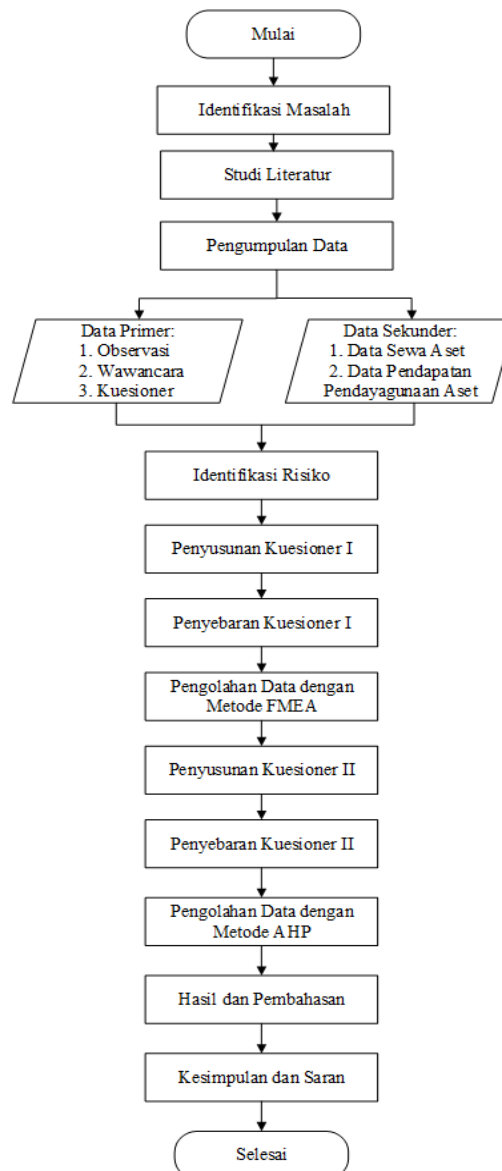 Mulai
Identifikasi Masalah
Studi Literatur
Pengumpulan Data
Data Primer:
1. Observasi
2. Wawancara
3. Kuesioner
Data Sekunder:
1. Data Sewa Aset
2. Data Pendapatan
Pendayagunaan Aset
Identifikasi Risiko
Penyusunan Kuesioner I
Penyebaran Kuesioner I
Pengolahan Data dengan
Metode FMEA
Penyusunan Kuesioner II
Penyebaran Kuesioner II
Pengolahan Data dengan
Metode AHP
Hasil dan Pembahasan
Kesimpulan dan Saran
Selesai